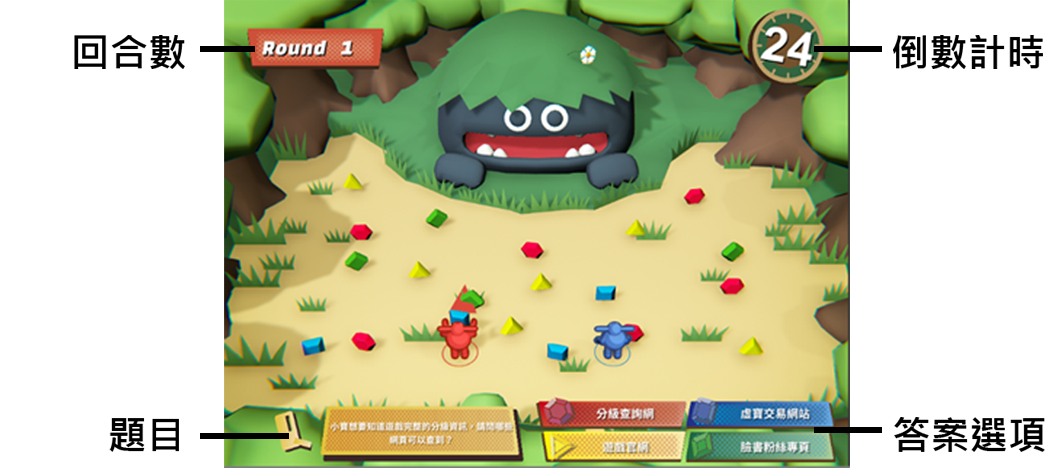 回合數
Round 1
24
倒數計時
題目
小寶想要知道遊戲完整的分級資訊，請問哪些
網頁可以查到？
分級查詢網
虛寶交易網站
遊戲官網
臉書粉絲專頁
答案選項